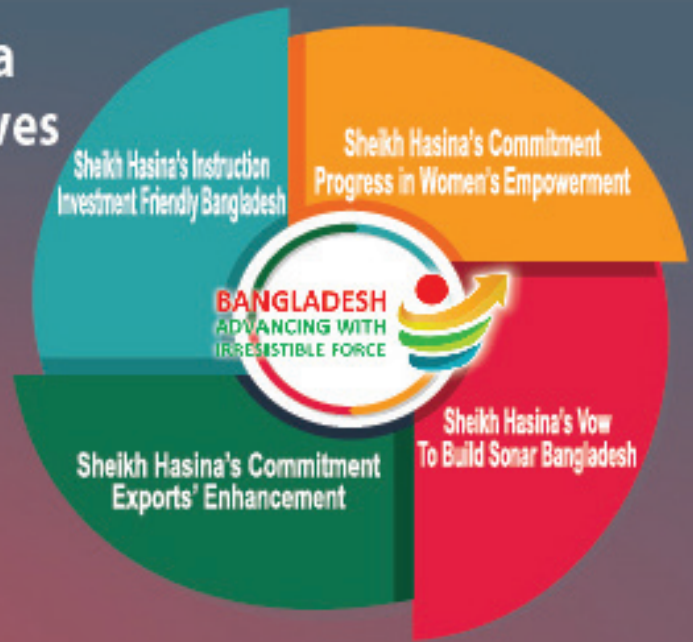 a
ves
Sheikh Hasina's Instruction
Investment Friendly Bangladesh
Sheikh Hasina's Commitment
Progress in Women's Empowerment
BANGLADESH
ADVANCING WITH
IRRESISTIBLE FORCE
Sheikh Hasina's Commitment
Exports' Enhancement
Sheikh Hasina's Vow
To Build Sonar Bangladesh